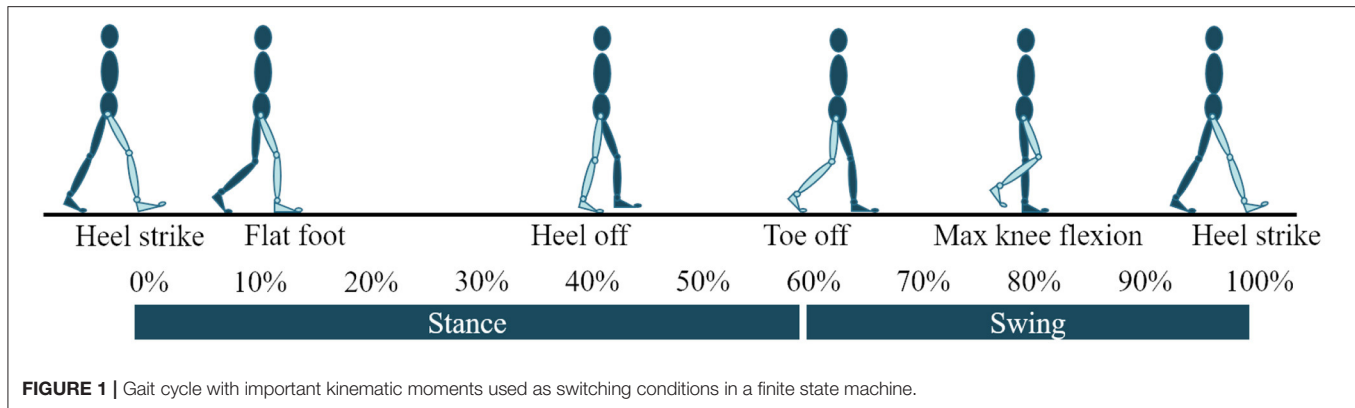 Heel strike Flat foot Heel off Toe off Max knee flexion Heel strike
0% 10% 20% 30% 40% 50% 60% 70% 80% 90% 100%
Stance Swing
FIGURE 1 | Gait cycle with important kinematic moments used as switching conditions in a finite state machine.